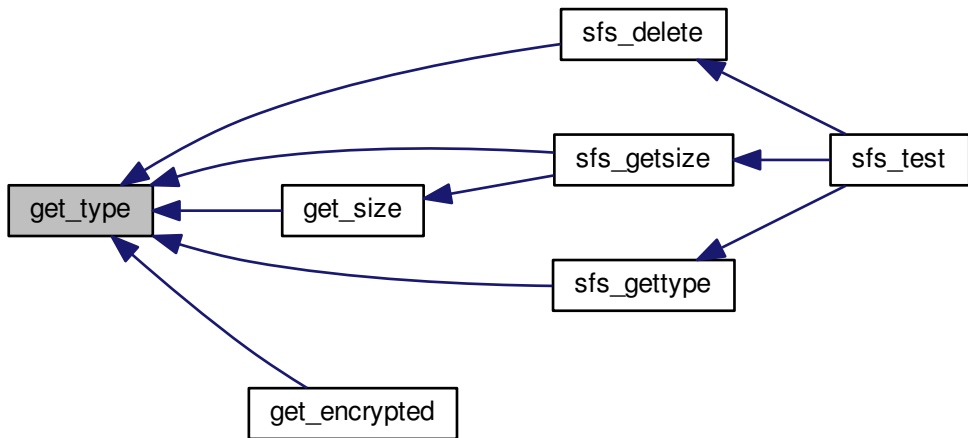 sfs_delete
sfs_getsize
sfs_test
get_type
get_size
sfs_gettype
get_encrypted